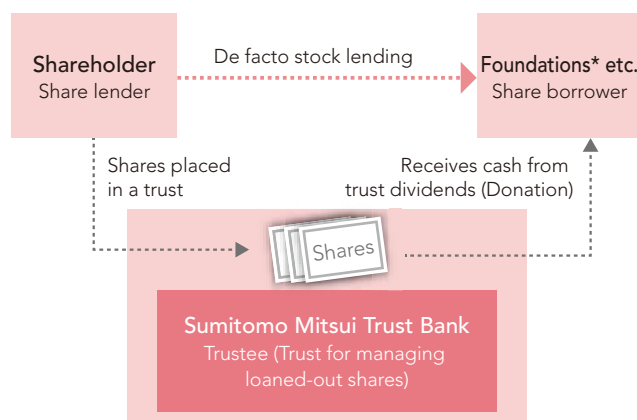 Shareholder
Share lender
De facto stock lending
Foundations* etc.
Share borrower
Shares placed
in a trust
Receives cash from
trust dividends (Donation)
Shares
Sumitomo Mitsui Trust Bank
Trustee (Trust for managing
loaned-out shares)